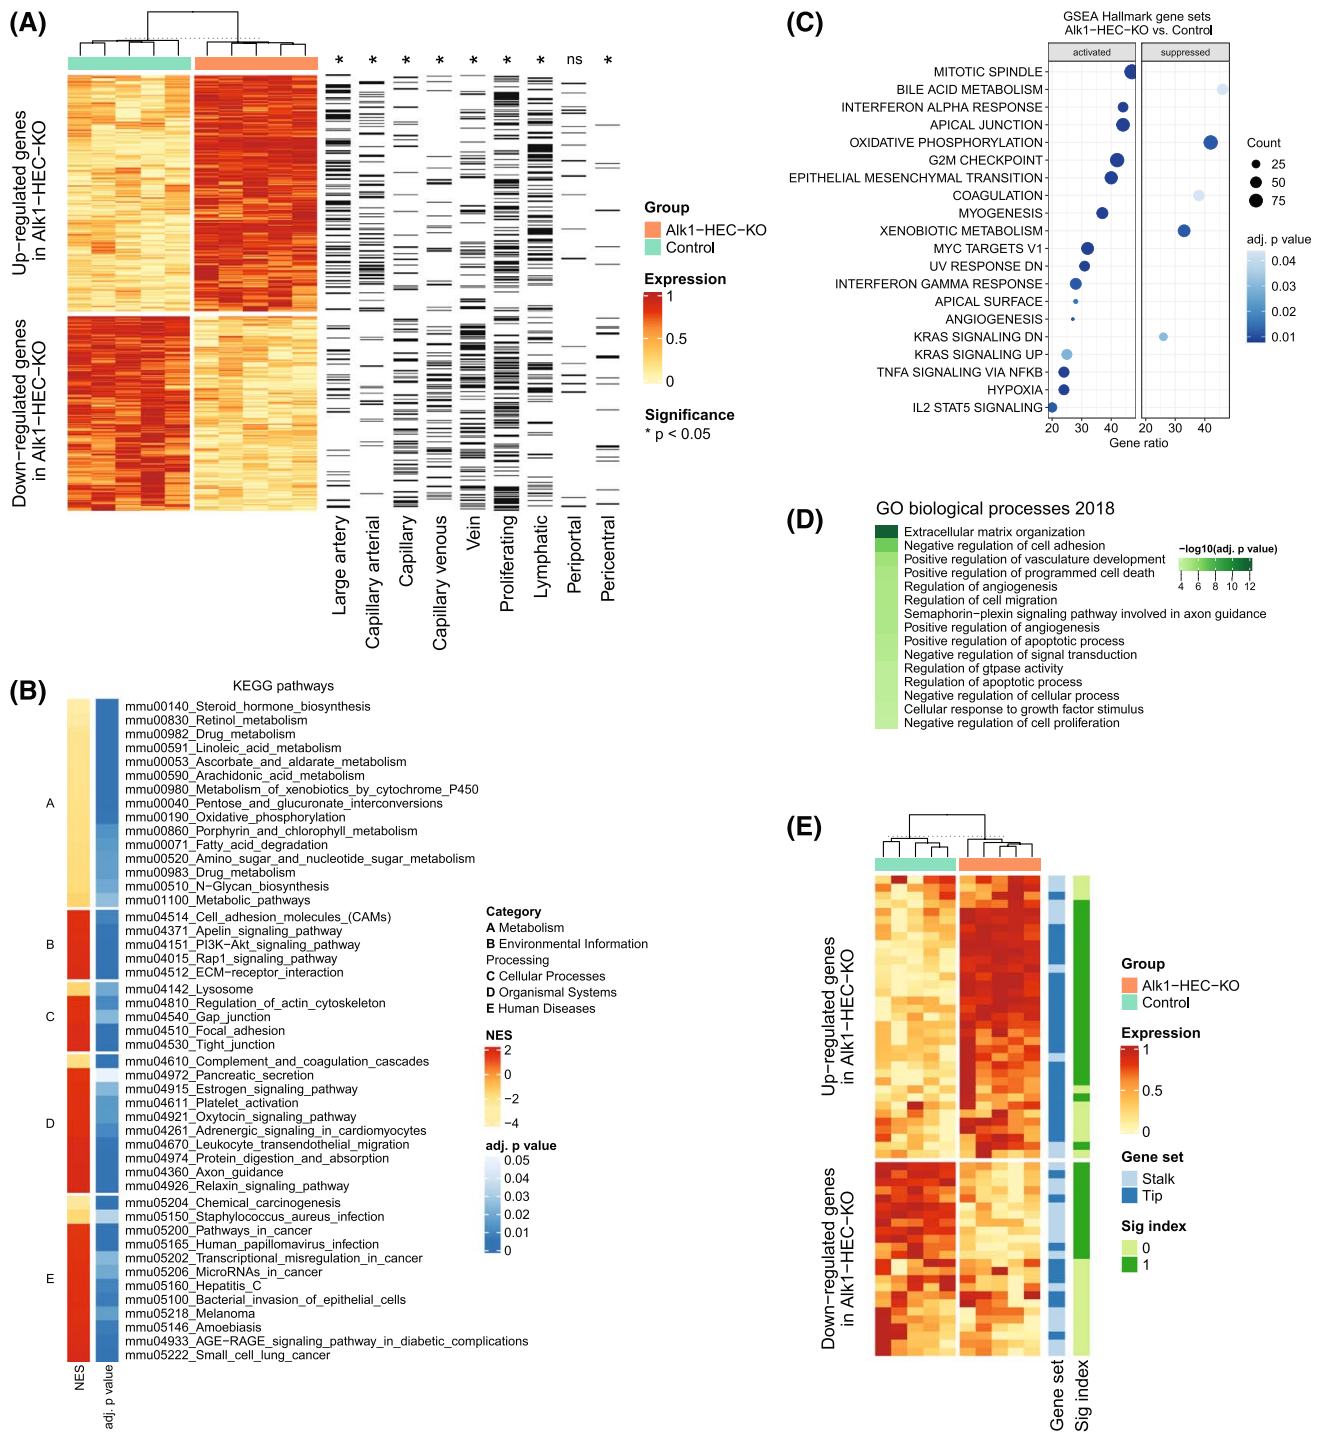 (A)
Up−regulated genes
in Alk1−HEC−KO
Down−regulated genes
in Alk1−HEC−KO
* * * * * * * ns *
Large artery
Capillary arterial
Capillary
Capillary venous
Vein
Proliferating
Lymphatic
Periportal
Pericentral
Group
Alk1−HEC−KO
Control
Expression
1
0.5
0
Significance
* p < 0.05
(B)
KEGG pathways
A
mmu00140_Steroid_hormone_biosynthesis
mmu00830_Retinol_metabolism
mmu00982_Drug_metabolism
mmu00591_Linoleic_acid_metabolism
mmu00053_Ascorbate_and_aldarate_metabolism
mmu00590_Arachidonic_acid_metabolism
mmu00980_Metabolism_of_xenobiotics_by_cytochrome_P450
mmu00040_Pentose_and_glucuronate_interconversions
mmu00190_Oxidative_phosphorylation
mmu00860_Porphyrin_and_chlorophyll_metabolism
mmu00071_Fatty_acid_degradation
mmu00520_Amino_sugar_and_nucleotide_sugar_metabolism
mmu00983_Drug_metabolism
mmu00510_N−Glycan_biosynthesis
mmu01100_Metabolic_pathways
B
mmu04514_Cell_adhesion_molecules_(CAMs)
mmu04371_Apelin_signaling_pathway
mmu04151_PI3K−Akt_signaling_pathway
mmu04015_Rap1_signaling_pathway
mmu04512_ECM−receptor_interaction
C
mmu04142_Lysosome
mmu04810_Regulation_of_actin_cytoskeleton
mmu04540_Gap_junction
mmu04510_Focal_adhesion
mmu04530_Tight_junction
D
mmu04610_Complement_and_coagulation_cascades
mmu04972_Pancreatic_secretion
mmu04915_Estrogen_signaling_pathway
mmu04611_Platelet_activation
mmu04921_Oxytocin_signaling_pathway
mmu04261_Adrenergic_signaling_in_cardiomyocytes
mmu04670_Leukocyte_transendothelial_migration
mmu04974_Protein_digestion_and_absorption
mmu04360_Axon_guidance
mmu04926_Relaxin_signaling_pathway
E
mmu05204_Chemical_carcinogenesis
mmu05150_Staphylococcus_aureus_infection
mmu05200_Pathways_in_cancer
mmu05165_Human_papillomavirus_infection
mmu05202_Transcriptional_misregulation_in_cancer
mmu05206_MicroRNAs_in_cancer
mmu05160_Hepatitis_C
mmu05100_Bacterial_invasion_of_epithelial_cells
mmu05218_Melanoma
mmu05146_Amoebiasis
mmu04933_AGE−RAGE_signaling_pathway_in_diabetic_complications
mmu05222_Small_cell_lung_cancer
NES
adj. p value
Category
A Metabolism
B Environmental Information
Processing
C Cellular Processes
D Organismal Systems
E Human Diseases
NES
2
0
−2
−4
adj. p value
0.05
0.04
0.03
0.02
0.01
0
(C)
GSEA Hallmark gene sets
Alk1−HEC−KO vs. Control
activated suppressed
MITOTIC SPINDLE
BILE ACID METABOLISM
INTERFERON ALPHA RESPONSE
APICAL JUNCTION
OXIDATIVE PHOSPHORYLATION
G2M CHECKPOINT
EPITHELIAL MESENCHYMAL TRANSITION
COAGULATION
MYOGENESIS
XENOBIOTIC METABOLISM
MYC TARGETS V1
UV RESPONSE DN
INTERFERON GAMMA RESPONSE
APICAL SURFACE
ANGIOGENESIS
KRAS SIGNALING DN
KRAS SIGNALING UP
TNFA SIGNALING VIA NFKB
HYPOXIA
IL2 STAT5 SIGNALING
20 30 40 20 30 40
Gene ratio
Count
25
50
75
adj. p value
0.04
0.03
0.02
0.01
(D)
GO biological processes 2018
Extracellular matrix organization
Negative regulation of cell adhesion
Positive regulation of vasculature development
Positive regulation of programmed cell death
Regulation of angiogenesis
Regulation of cell migration
Semaphorin−plexin signaling pathway involved in axon guidance
Positive regulation of angiogenesis
Positive regulation of apoptotic process
Negative regulation of signal transduction
Regulation of gtpase activity
Regulation of apoptotic process
Negative regulation of cellular process
Cellular response to growth factor stimulus
Negative regulation of cell proliferation
−log10(adj. p value)
4 6 8 10 12
(E)
Up−regulated genes
in Alk1−HEC−KO
Down−regulated genes
in Alk1−HEC−KO
Gene set
Sig index
Group
Alk1−HEC−KO
Control
Expression
1
0.5
0
Gene set
Stalk
Tip
Sig index
0
1